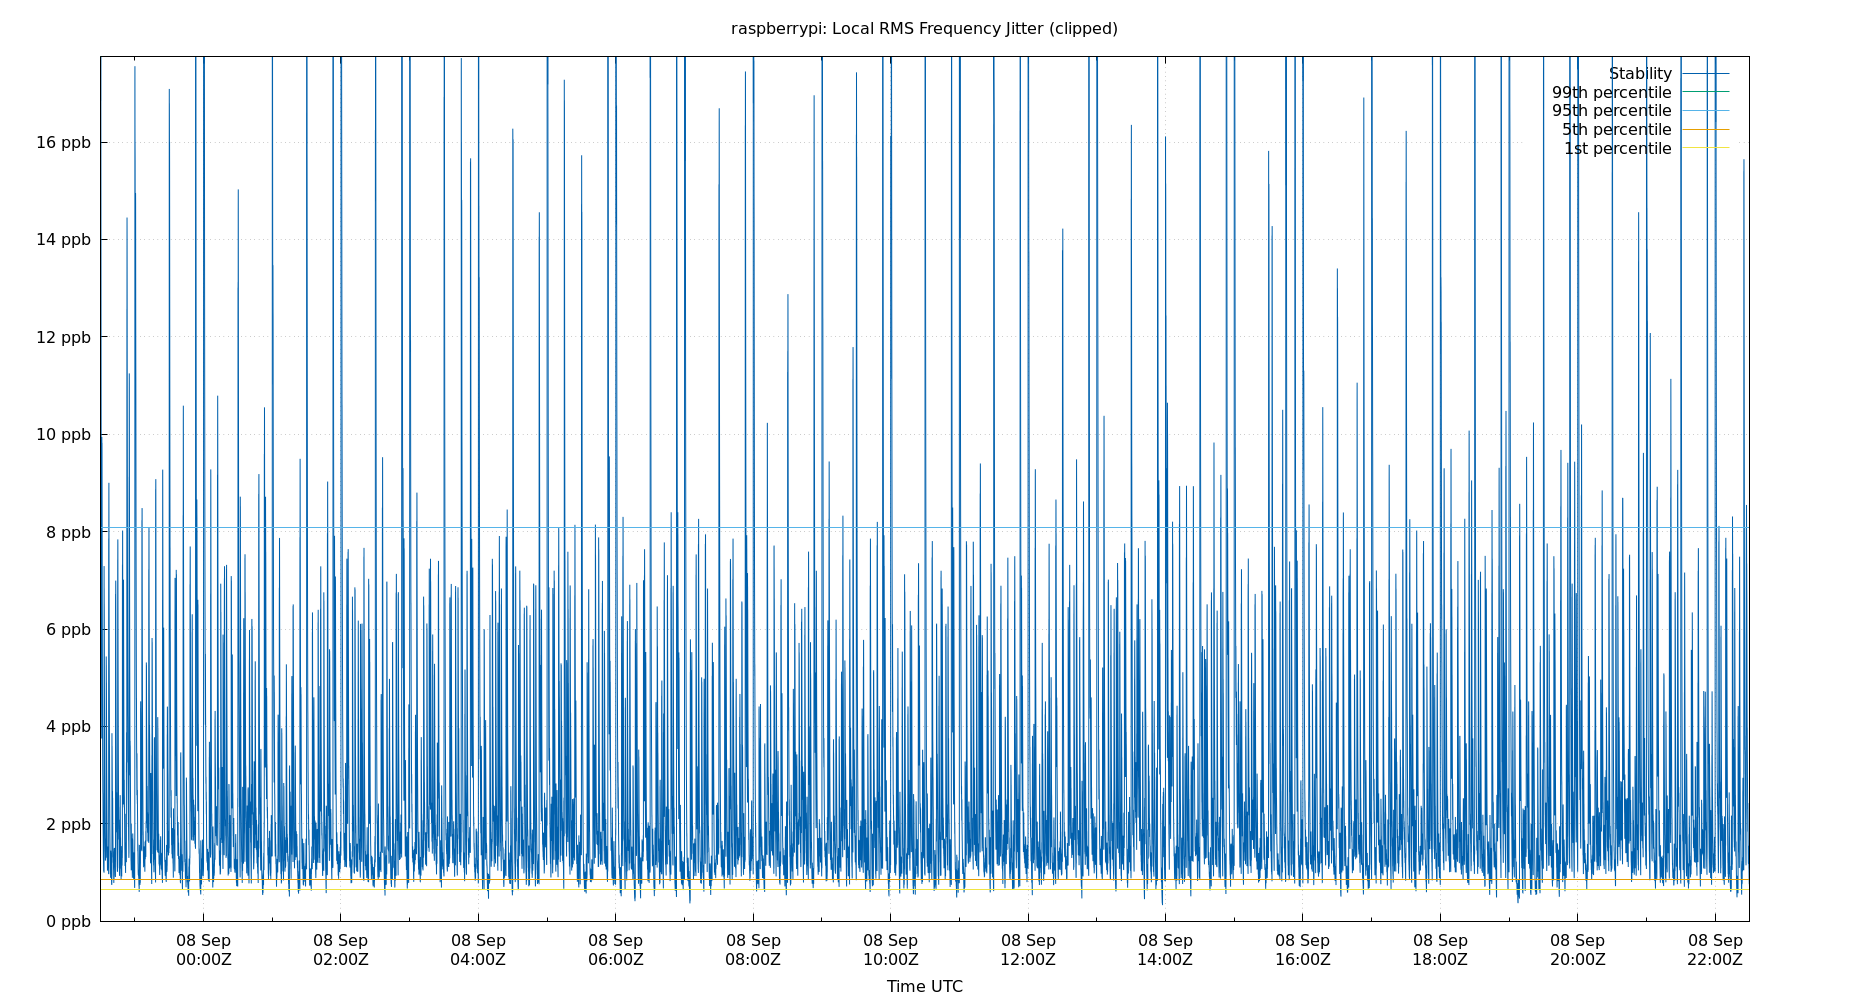 raspberrypi: Local RMS Frequency Jitter (clipped)
Stability
99th percentile
95th percentile
5th percentile
1st percentile
16 ppb
14 ppb
12 ppb
10 ppb
8 ppb
6 ppb
4 ppb
2 ppb
0 ppb
08 Sep 08 Sep 08 Sep 08 Sep 08 Sep 08 Sep 08 Sep 08 Sep 08 Sep 08 Sep 08 Sep 08 Sep
00:00Z 02:00Z 04:00Z 06:00Z 08:00Z 10:00Z 12:00Z 14:00Z 16:00Z 18:00Z 20:00Z 22:00Z
Time UTC